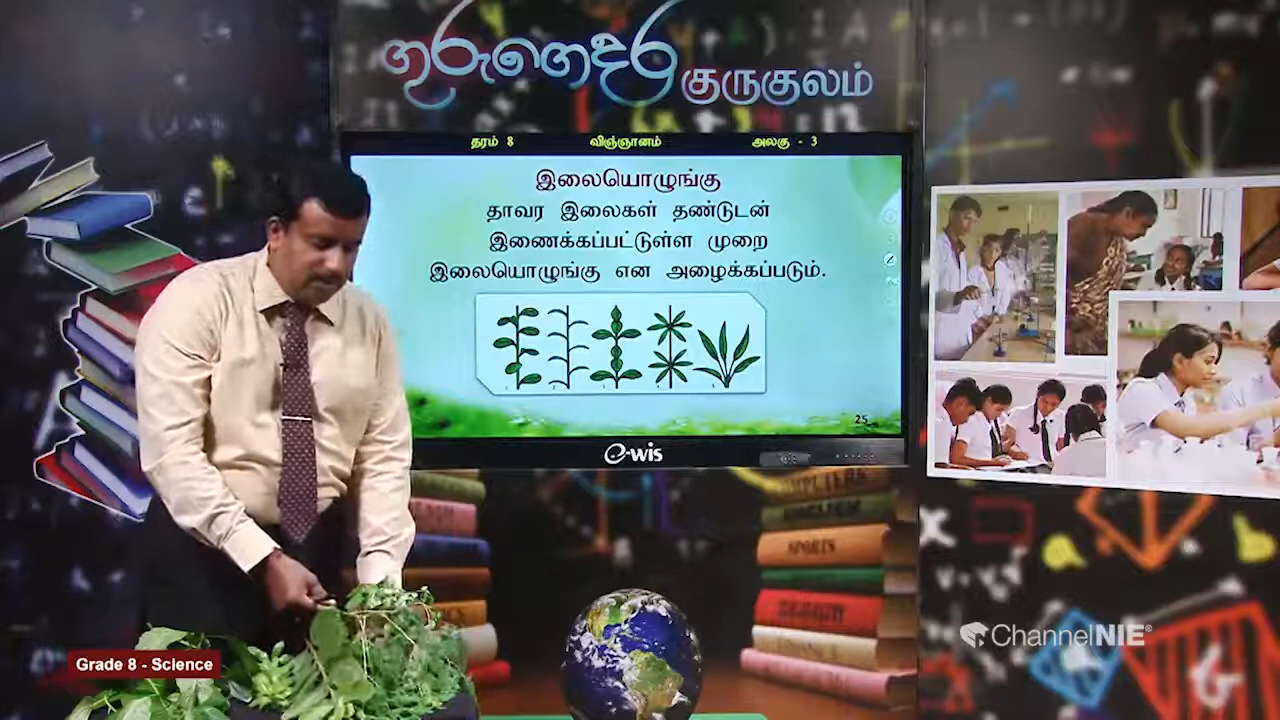 குருகுலம்
தரம் 8 விஞ்ஞானம் அலகு - 3
இலையொழுங்கு
தாவர இலைகள் தண்டுடன்
இணைக்கப்பட்டுள்ள முறை
இலையொழுங்கு என அழைக்கப்படும்.
25
e-wis
SPORTS
ChannelNIE
Grade 8 - Science